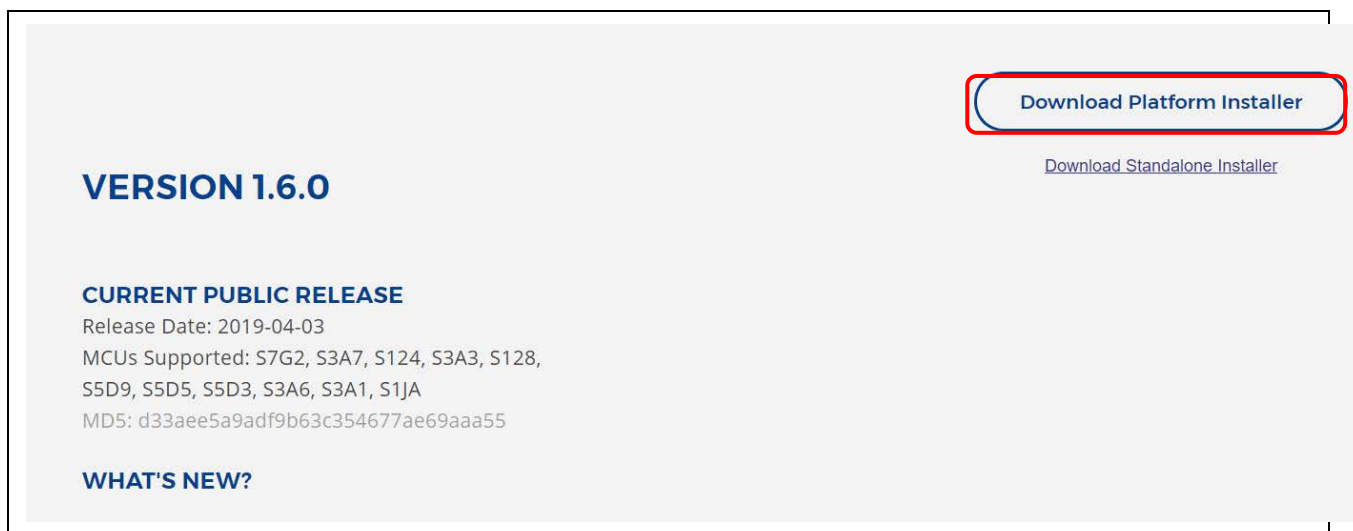 Download Platform Installer
Download Standalone Installer
VERSION 1.6.0
CURRENT PUBLIC RELEASE
Release Date: 2019-04-03
MCUs Supported: S7G2, S3A7, S124, S3A3, S128,
S5D9, S5D5, S5D3, S3A6, S3A1, S1JA
MD5: d33aee5a9adf9b63c354677ae69aaa55
WHAT'S NEW?